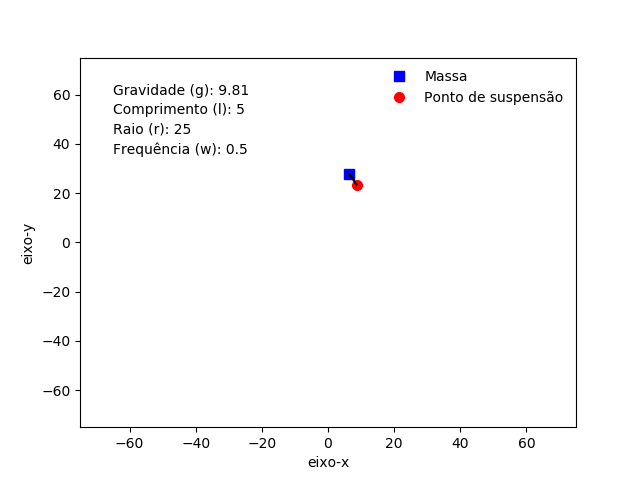 Gravidade (g): 9.81
Comprimento (l): 5
Raio (r): 25
Frequência (w): 0.5
Massa
Ponto de suspensão
eixo-y
60
40
20
0
−20
−40
−60
−60 −40 −20 0 20 40 60
eixo-x